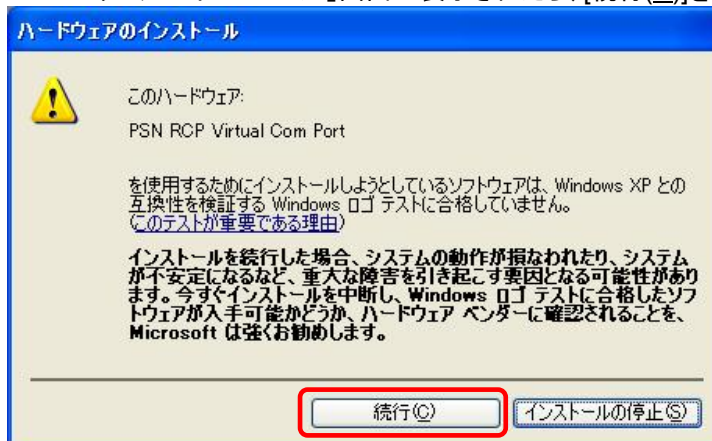 ハードウェアのインストール
このハードウェア:
PSN RCP Virtual Com Port
を使用するためにインストールしようとしているソフトウェアは、Windows XP との
互換性を検証する Windows ロゴ テストに合格していません。
(このテストが重要である理由)
インストールを続行した場合、システムの動作が損なわれたり、システム
が不安定になるなど、重大な障害を引き起こす要因となる可能性があり
ます。今すぐインストールを中断し、Windows ロゴ テストに合格したソフ
トウェアが入手可能かどうか、ハードウェア ベンダーに確認されることを、
Microsoft は強くお勧めします。
続行(C)
インストールの停止(S)